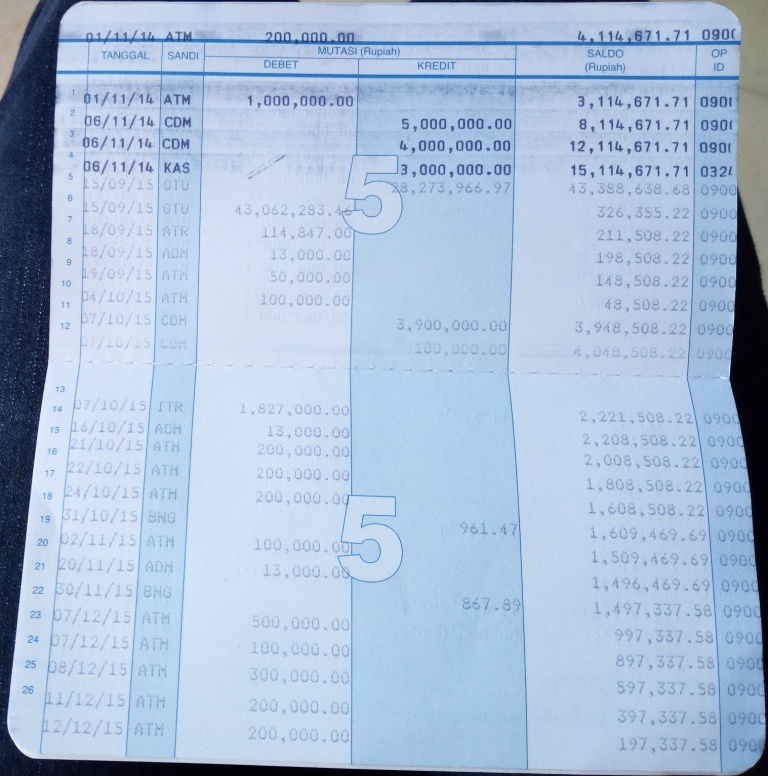 01/11/14 ATM 200,000.00 4,114,671.71 090
TANGGAL SANDI MUTASI (Rupiah) SALDO (Rupiah) OP ID
DEBET KREDIT
1 01/11/14 ATM 1,000,000.00 3,114,671.71 090
2 06/11/14 CDM 5,000,000.00 8,114,671.71 090
3 06/11/14 CDM 4,000,000.00 12,114,671.71 090
4 06/11/14 KAS 3,000,000.00 15,114,671.71 032
5 15/09/15 GTU 28,273,966.97 43,388,638.68 0900
5
6 15/09/15 GTU 43,062,283.46 326,355.22 0900
7 18/09/15 ATR 114,847.00 211,508.22 0900
8 18/09/15 ADM 13,000.00 198,508.22 0900
9 19/09/15 ATM 50,000.00 148,508.22 0900
10 04/10/15 ATM 100,000.00 48,508.22 0900
11 07/10/15 CDM 3,900,000.00 3,948,508.22 0900
12 07/10/15 CDM 100,000.00 4,048,508.22 0900
13 07/10/15 ITR 1,827,000.00 2,221,508.22 0900
14 16/10/15 ADM 13,000.00 2,208,508.22 0900
15 21/10/15 ATM 200,000.00 2,008,508.22 0900
16 22/10/15 ATM 200,000.00 1,808,508.22 0900
17 24/10/15 ATM 200,000.00 1,608,508.22 0900
18 31/10/15 BNG 961.47 1,609,469.69 0900
5
19 02/11/15 ATM 100,000.00 1,509,469.69 0900
20 20/11/15 ADM 13,000.00 1,496,469.69 0900
21 30/11/15 BNG 867.89 1,497,337.58 0900
22 07/12/15 ATM 500,000.00 997,337.58 0900
23 07/12/15 ATM 100,000.00 897,337.58 0900
24 08/12/15 ATM 300,000.00 597,337.58 0900
25 11/12/15 ATM 200,000.00 397,337.58 0900
26 12/12/15 ATM 200,000.00 197,337.58 0900